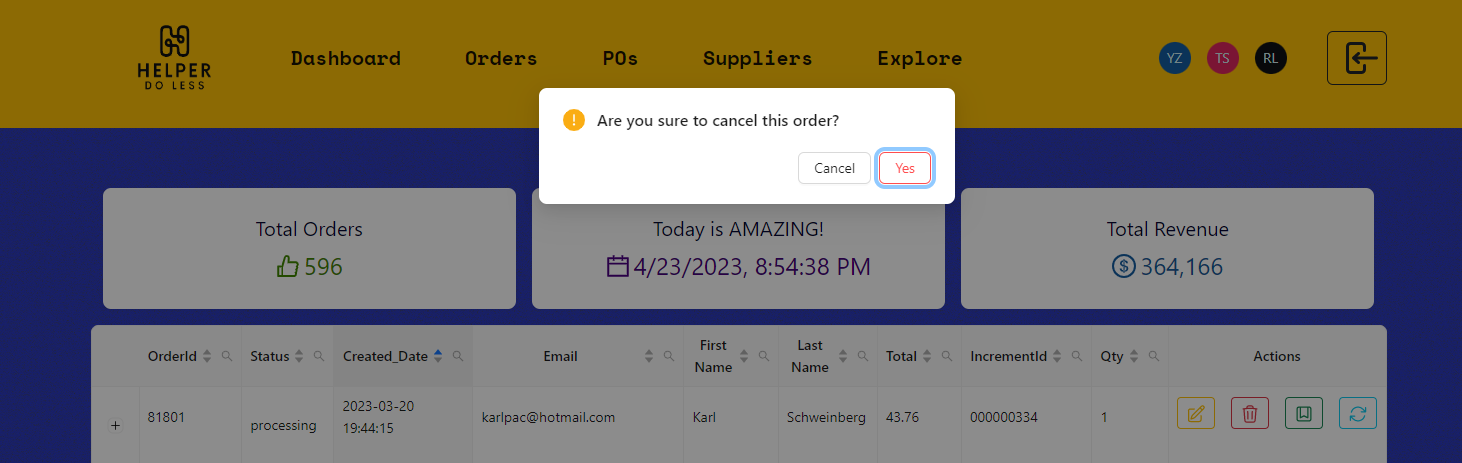 HELPER
DO LESS
Dashboard Orders POs Suppliers Explore
YZ TS RL
Are you sure to cancel this order?
Cancel Yes
Total Orders
596
Today is AMAZING!
4/23/2023, 8:54:38 PM
Total Revenue
364,166
OrderId Status Created_Date Email First Name Last Name Total IncrementId Qty Actions
81801 processing 2023-03-20 19:44:15 karlpac@hotmail.com Karl Schweinberg 43.76 000000334 1